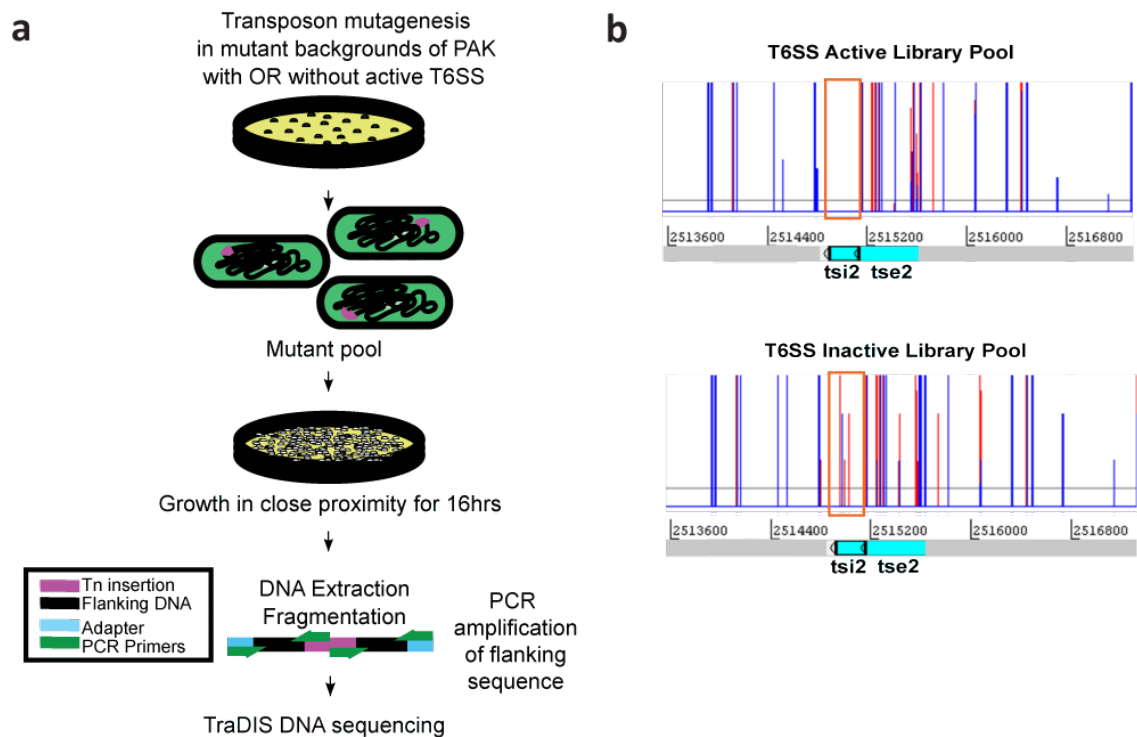 a
Transposon mutagenesis
in mutant backgrounds of PAK
with OR without active T6SS
Mutant pool
Growth in close proximity for 16hrs
Tn insertion
Flanking DNA
Adapter
PCR Primers
DNA Extraction
Fragmentation
PCR
amplification
of flanking
sequence
TraDIS DNA sequencing
b
T6SS Active Library Pool
2513600 2514400 2515200 2516000 2516800
tsi2 tse2
T6SS Inactive Library Pool
2513600 2514400 2515200 2516000 2516800
tsi2 tse2